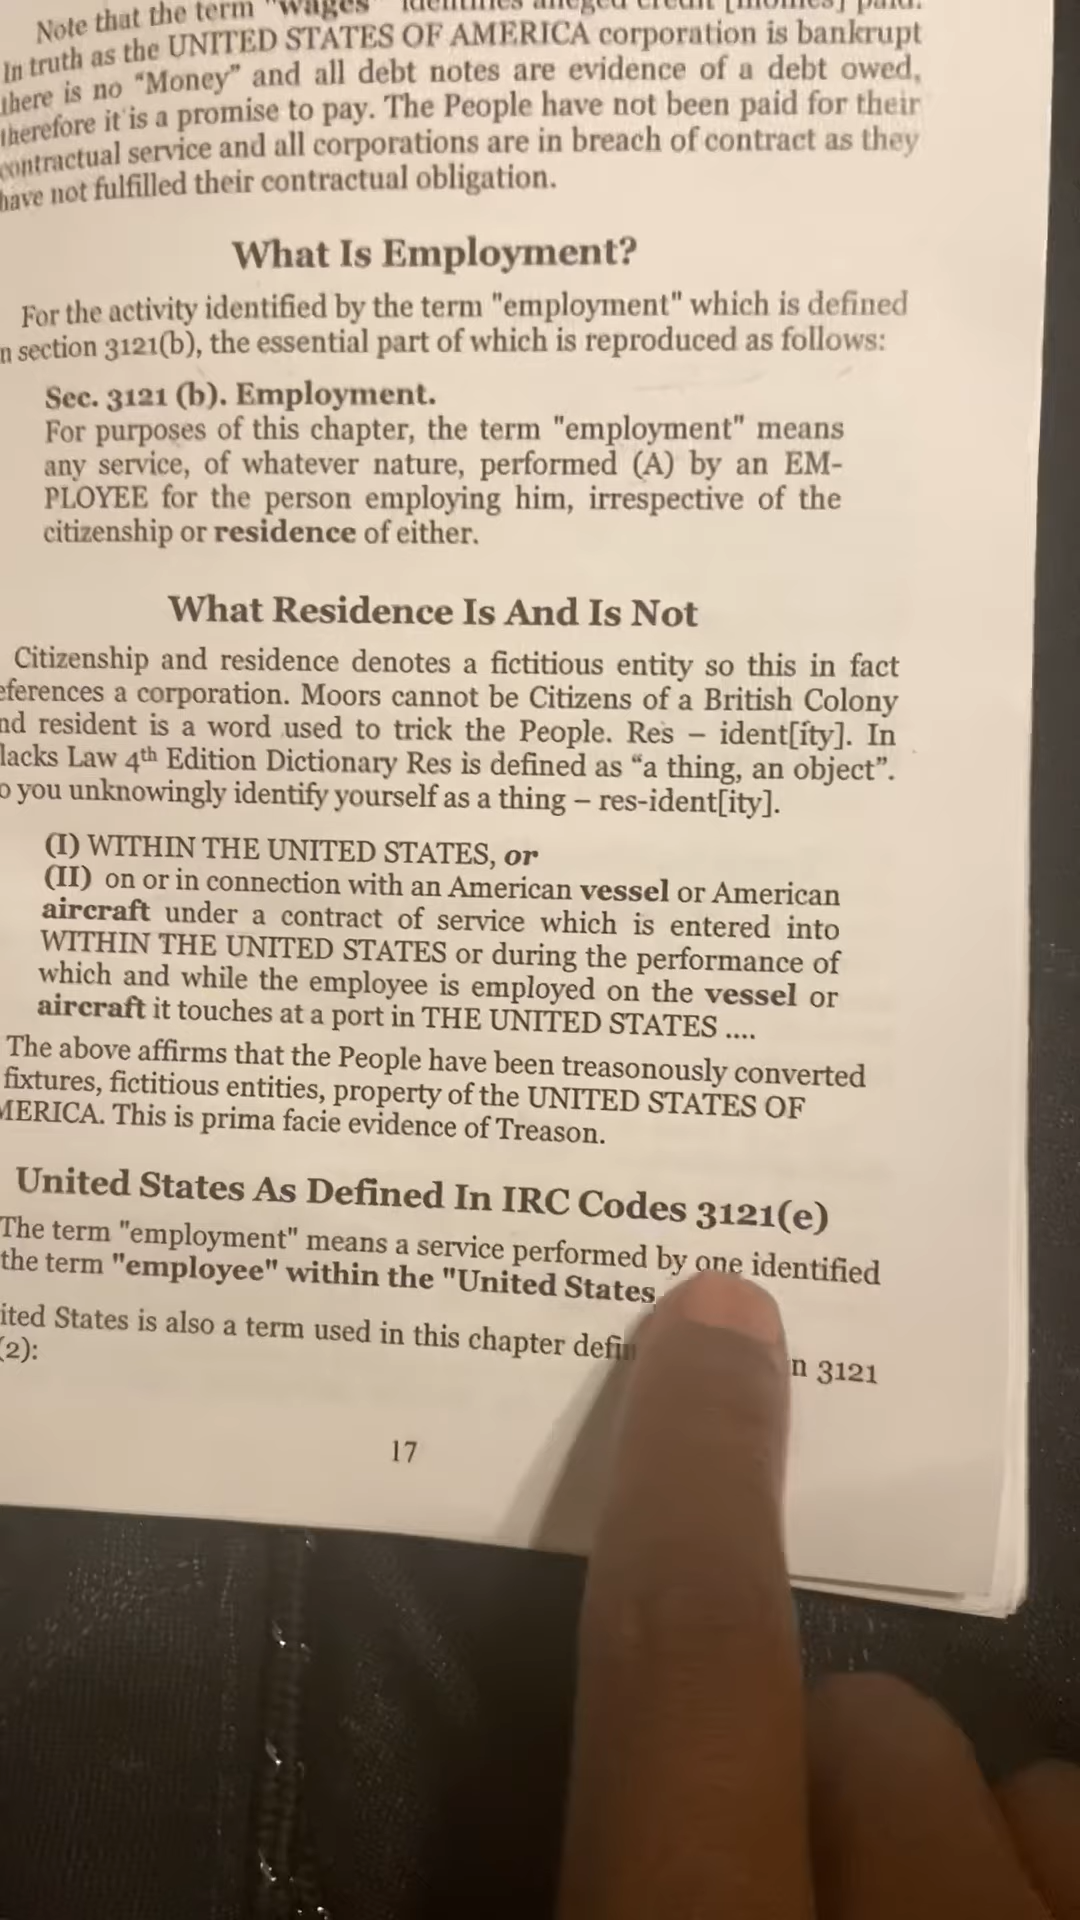 Note that the term "wages" identifies alleged credit [monies] paid.
In truth as the UNITED STATES OF AMERICA corporation is bankrupt
there is no “Money” and all debt notes are evidence of a debt owed,
therefore it is a promise to pay. The People have not been paid for their
contractual service and all corporations are in breach of contract as they
have not fulfilled their contractual obligation.
What Is Employment?
For the activity identified by the term "employment" which is defined
n section 3121(b), the essential part of which is reproduced as follows:
Sec. 3121 (b). Employment.
For purposes of this chapter, the term "employment" means
any service, of whatever nature, performed (A) by an EM-
PLOYEE for the person employing him, irrespective of the
citizenship or residence of either.
What Residence Is And Is Not
Citizenship and residence denotes a fictitious entity so this in fact
eferences a corporation. Moors cannot be Citizens of a British Colony
nd resident is a word used to trick the People. Res – ident[ity]. In
lacks Law 4th Edition Dictionary Res is defined as “a thing, an object”.
o you unknowingly identify yourself as a thing – res-ident[ity].
(I) WITHIN THE UNITED STATES, or
(II) on or in connection with an American vessel or American
aircraft under a contract of service which is entered into
WITHIN THE UNITED STATES or during the performance of
which and while the employee is employed on the vessel or
aircraft it touches at a port in THE UNITED STATES ....
The above affirms that the People have been treasonously converted
fixtures, fictitious entities, property of the UNITED STATES OF
MERICA. This is prima facie evidence of Treason.
United States As Defined In IRC Codes 3121(e)
The term "employment" means a service performed by one identified
the term "employee" within the "United States
ited States is also a term used in this chapter defin n 3121
(2):
17